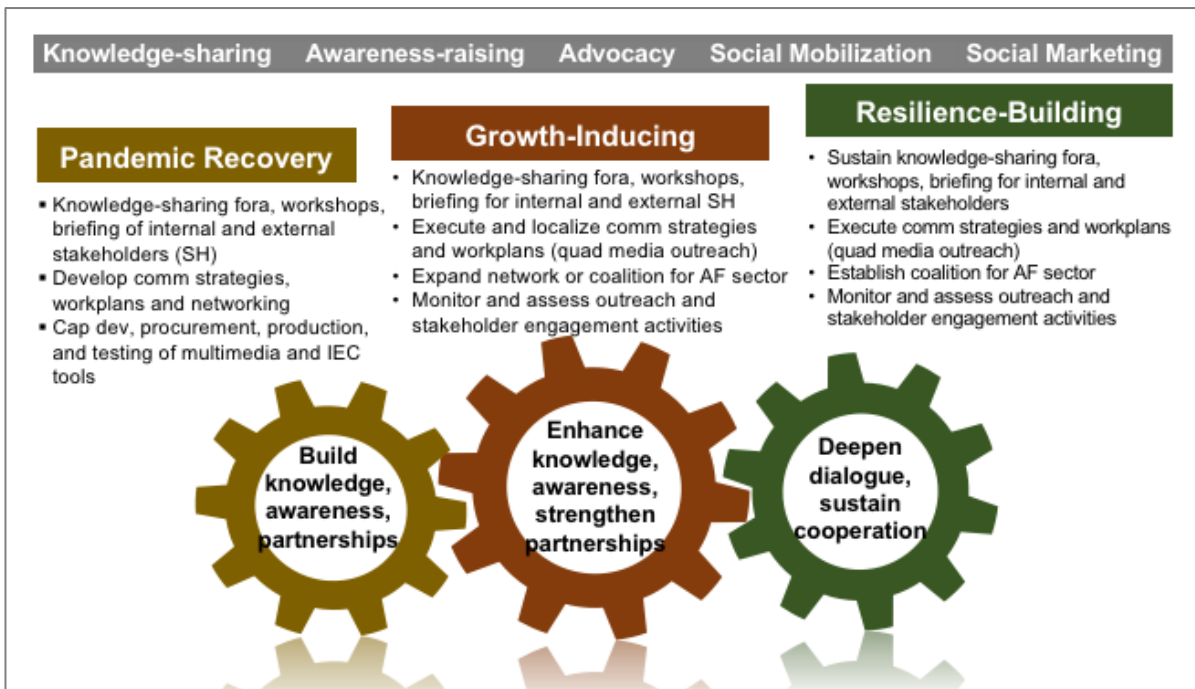 Knowledge-sharing Awareness-raising Advocacy Social Mobilization Social Marketing
Pandemic Recovery
▪ Knowledge-sharing fora, workshops,
briefing of internal and external
stakeholders (SH)
▪ Develop comm strategies,
workplans and networking
▪ Cap dev, procurement, production,
and testing of multimedia and IEC
tools
Growth-Inducing
• Knowledge-sharing fora, workshops,
briefing for internal and external SH
• Execute and localize comm strategies
and workplans (quad media outreach)
• Expand network or coalition for AF sector
• Monitor and assess outreach and
stakeholder engagement activities
Resilience-Building
• Sustain knowledge-sharing fora,
workshops, briefing for internal and
external stakeholders
• Execute comm strategies and workplans
(quad media outreach)
• Establish coalition for AF sector
• Monitor and assess outreach and
stakeholder engagement activities
Build
knowledge,
awareness,
partnerships
Enhance
knowledge,
awareness,
strengthen
partnerships
Deepen
dialogue,
sustain
cooperation